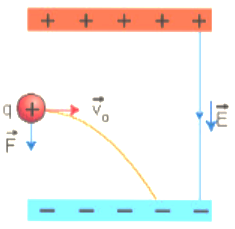 + + + + +
q + v₀
E
F
− − − − −